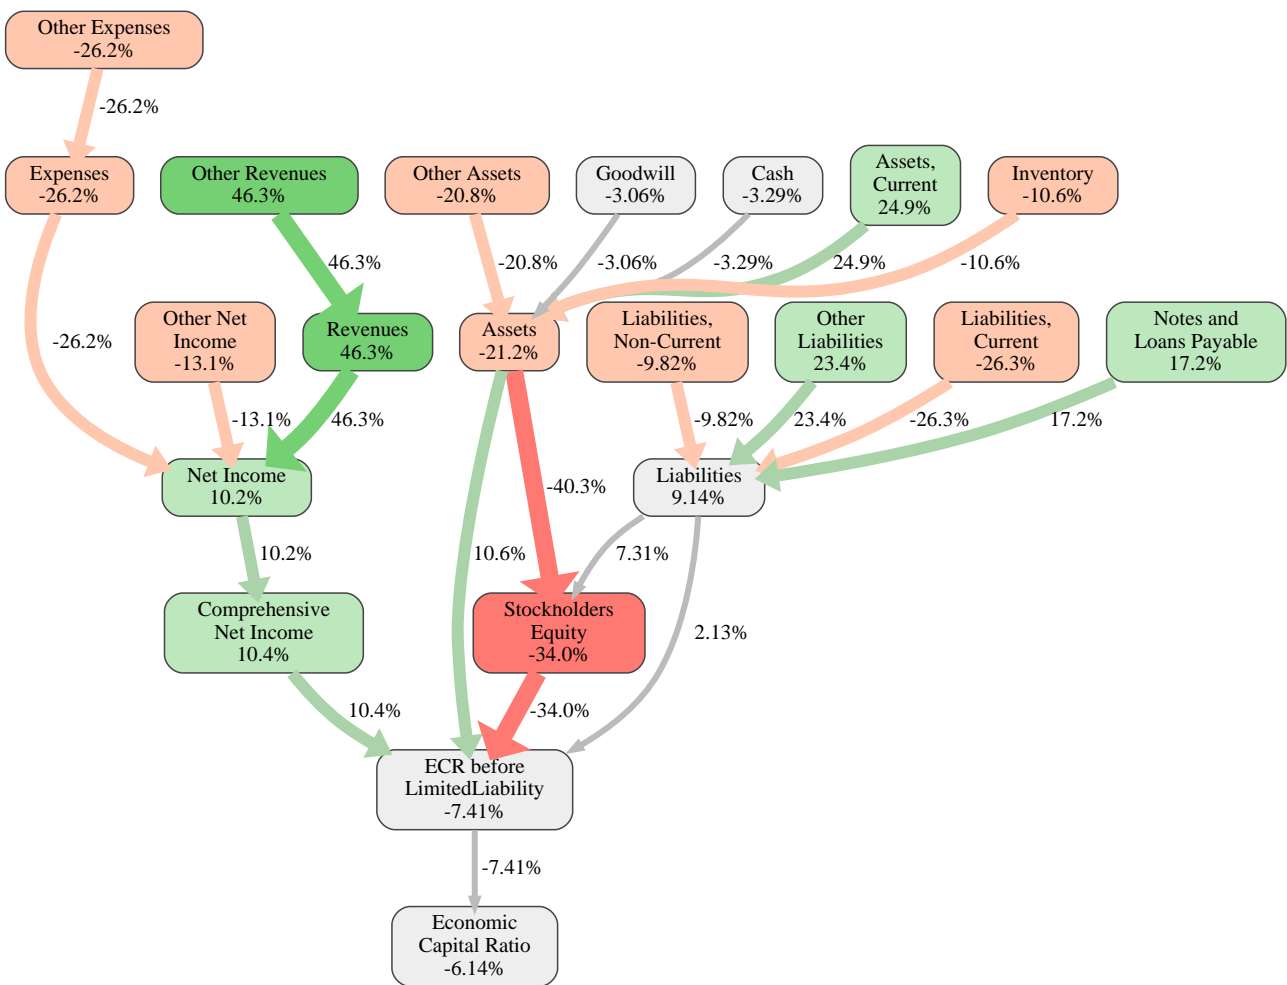 Other Expenses
-26.2%
-26.2%
Expenses
-26.2%
Other Revenues
46.3%
Other Assets
-20.8%
Goodwill
-3.06%
Cash
-3.29%
Assets,
Current
24.9%
Inventory
-10.6%
-26.2%
46.3%
-20.8%
-3.06%
-3.29%
24.9%
-10.6%
Other Net
Income
-13.1%
Revenues
46.3%
Assets
-21.2%
Liabilities,
Non-Current
-9.82%
Other
Liabilities
23.4%
Liabilities,
Current
-26.3%
Notes and
Loans Payable
17.2%
-13.1%
46.3%
-9.82%
23.4%
-26.3%
17.2%
Net Income
10.2%
Liabilities
9.14%
10.2%
10.6%
-40.3%
7.31%
2.13%
Comprehensive
Net Income
10.4%
Stockholders
Equity
-34.0%
10.4%
-34.0%
ECR before
LimitedLiability
-7.41%
-7.41%
Economic
Capital Ratio
-6.14%